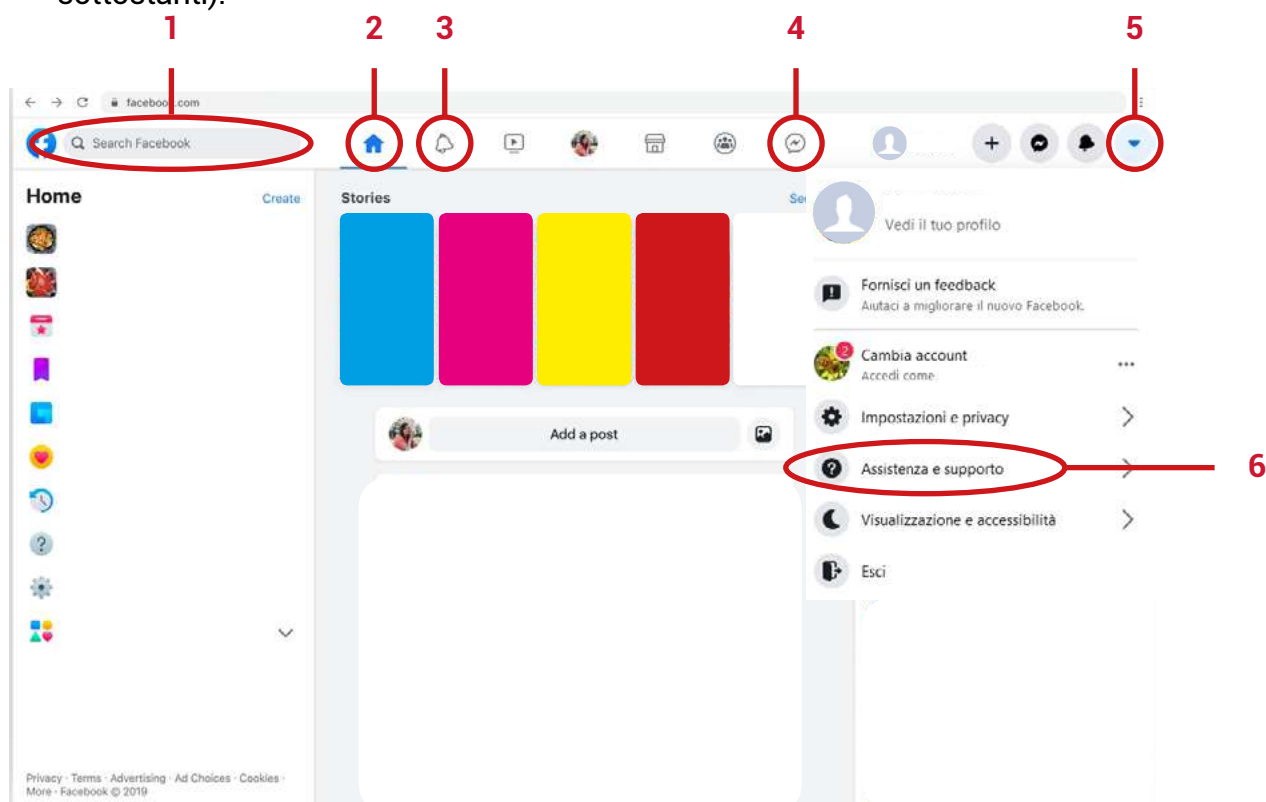 sottostanti).
1 2 3 4 5
facebook.com
Search Facebook
Home Create
Stories
Vedi il tuo profilo
Fornisci un feedback
Aiutaci a migliorare il nuovo Facebook.
2
Cambia account
Accedi come
Impostazioni e privacy
Add a post
Assistenza e supporto
6
Visualizzazione e accessibilità
Esci
Privacy · Terms · Advertising · Ad Choices · Cookies ·
More · Facebook © 2019